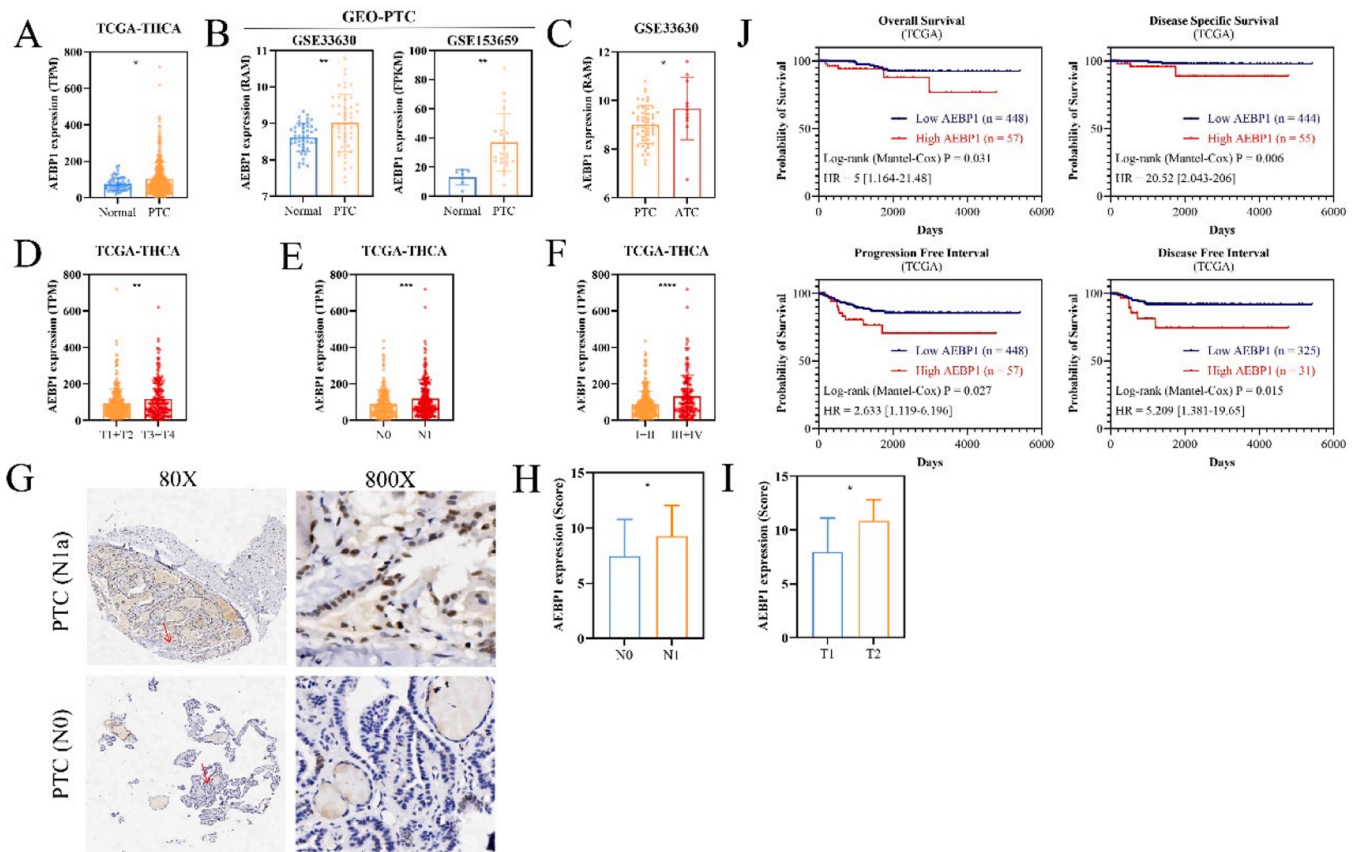 A
TCGA-THCA
AEBP1 expression (TPM)
800
600
400
200
0
*
Normal
PTC
B
GEO-PTC
GSE33630
AEBP1 expression (RAM)
11
10
9
8
7
**
Normal
PTC
GSE153659
AEBP1 expression (FPKM)
100
80
60
40
20
0
**
Normal
PTC
C
GSE33630
AEBP1 expression (RAM)
12
10
8
6
*
PTC
ATC
D
TCGA-THCA
AEBP1 expression (TPM)
800
600
400
200
0
**
T1+T2
T3+T4
E
TCGA-THCA
AEBP1 expression (TPM)
800
600
400
200
0
***
N0
N1
F
TCGA-THCA
AEBP1 expression (TPM)
800
600
400
200
0
****
I+II
III+IV
G
80X
800X
PTC (N1a)
PTC (N0)
H
AEBP1 expression (Score)
15
10
5
0
*
N0
N1
I
AEBP1 expression (Score)
15
10
5
0
*
T1
T2
J
Overall Survival
(TCGA)
Probability of Survival
100
50
0
Low AEBP1 (n = 448)
High AEBP1 (n = 57)
Log-rank (Mantel-Cox) P = 0.031
HR = 5 [1.164-21.48]
0
2000
4000
6000
Days
Disease Specific Survival
(TCGA)
Probability of Survival
100
50
0
Low AEBP1 (n = 444)
High AEBP1 (n = 55)
Log-rank (Mantel-Cox) P = 0.006
HR = 20.52 [2.043-206]
0
2000
4000
6000
Days
Progression Free Interval
(TCGA)
Probability of Survival
100
50
0
Low AEBP1 (n = 448)
High AEBP1 (n = 57)
Log-rank (Mantel-Cox) P = 0.027
HR = 2.633 [1.119-6.196]
0
2000
4000
6000
Days
Disease Free Interval
(TCGA)
Probability of Survival
100
50
0
Low AEBP1 (n = 325)
High AEBP1 (n = 31)
Log-rank (Mantel-Cox) P = 0.015
HR = 5.209 [1.381-19.65]
0
2000
4000
6000
Days